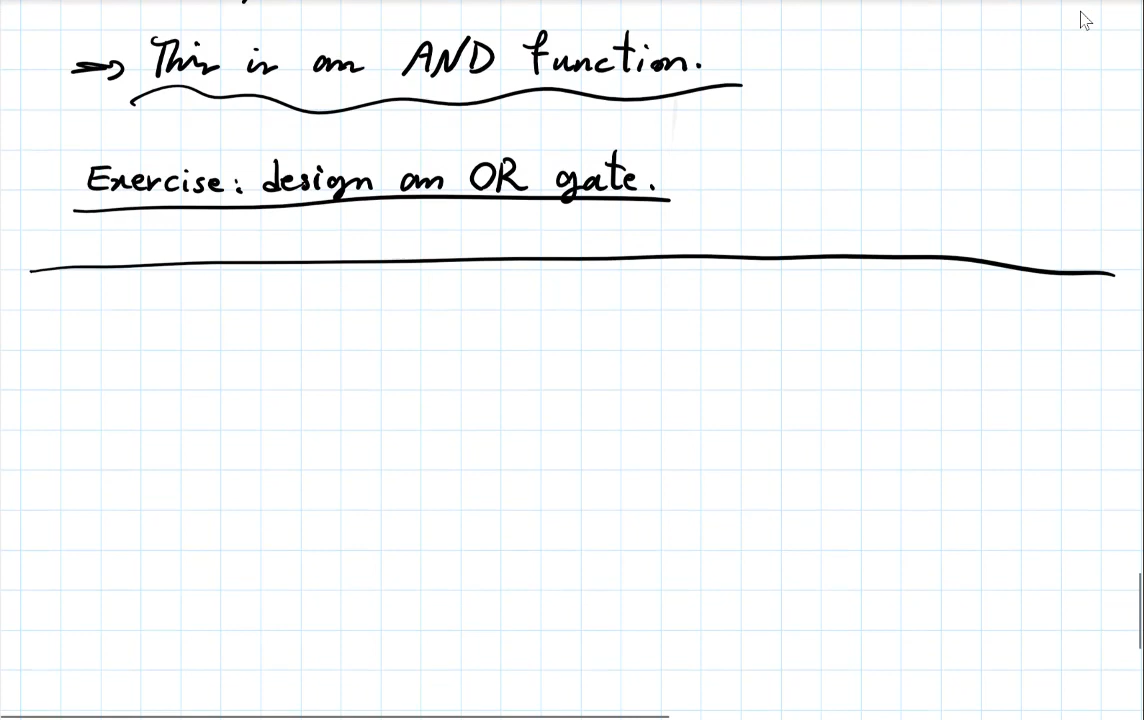 ⇒ This is an AND function.
Exercise: design an OR gate.